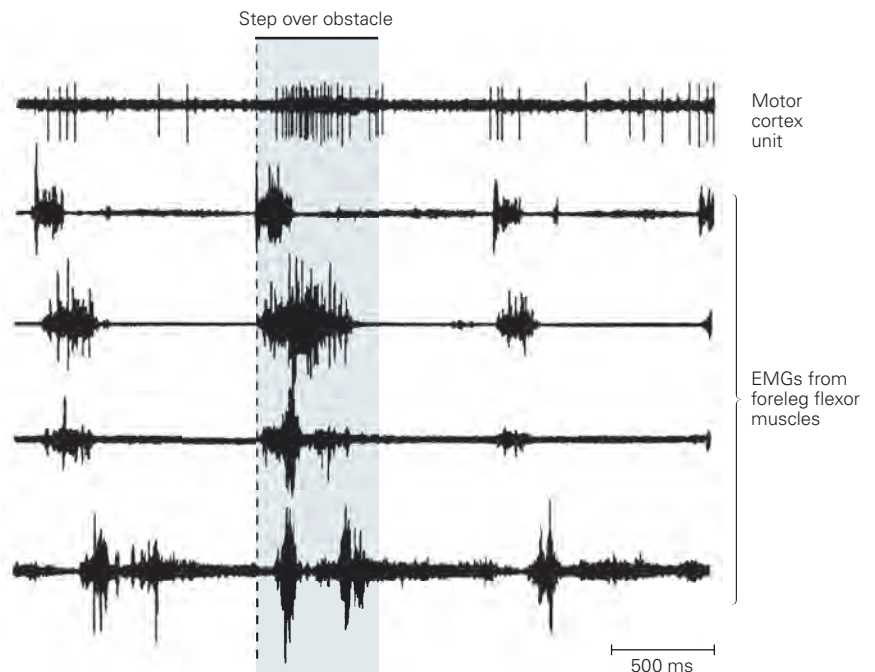 Step over obstacle
Motor
cortex
unit
EMGs from
foreleg flexor
muscles
500 ms